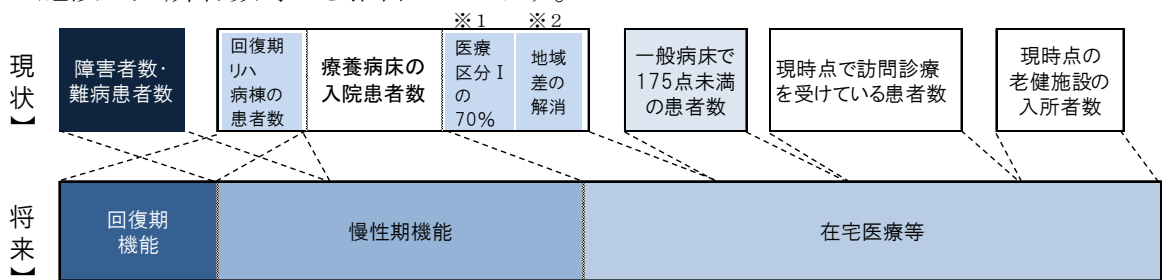 ※1 ※2
現状】
障害者数・
難病患者数
回復期
リハ
病棟の
患者数
療養病床の
入院患者数
医療
区分Ⅰ
の
70%
地域
差の
解消
一般病床で
175点未満
の患者数
現時点で訪問診療
を受けている患者数
現時点の
老健施設の
入所者数
将来】
回復期
機能
慢性期機能
在宅医療等